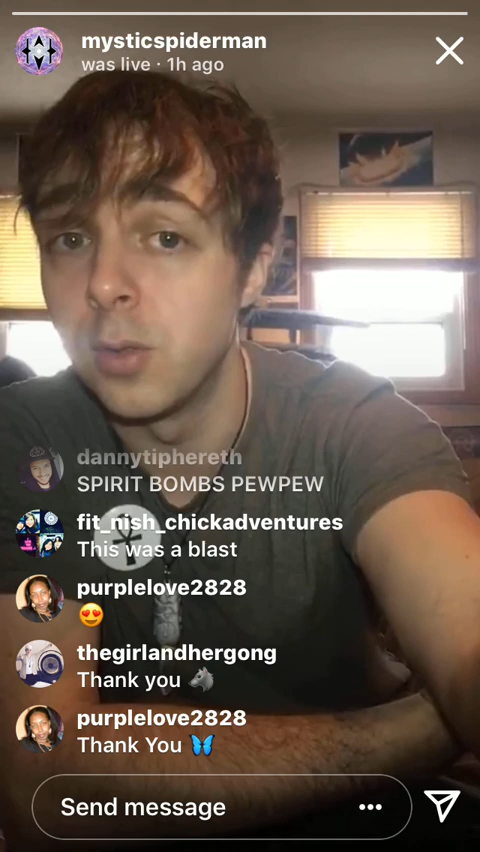 mysticspiderman
was live · 1h ago
dannytiphereth
SPIRIT BOMBS PEWPEW
fit_nish_chickadventures
This was a blast
purplelove2828
😍
thegirlandhergong
Thank you 🐺
purplelove2828
Thank You 🦋
Send message